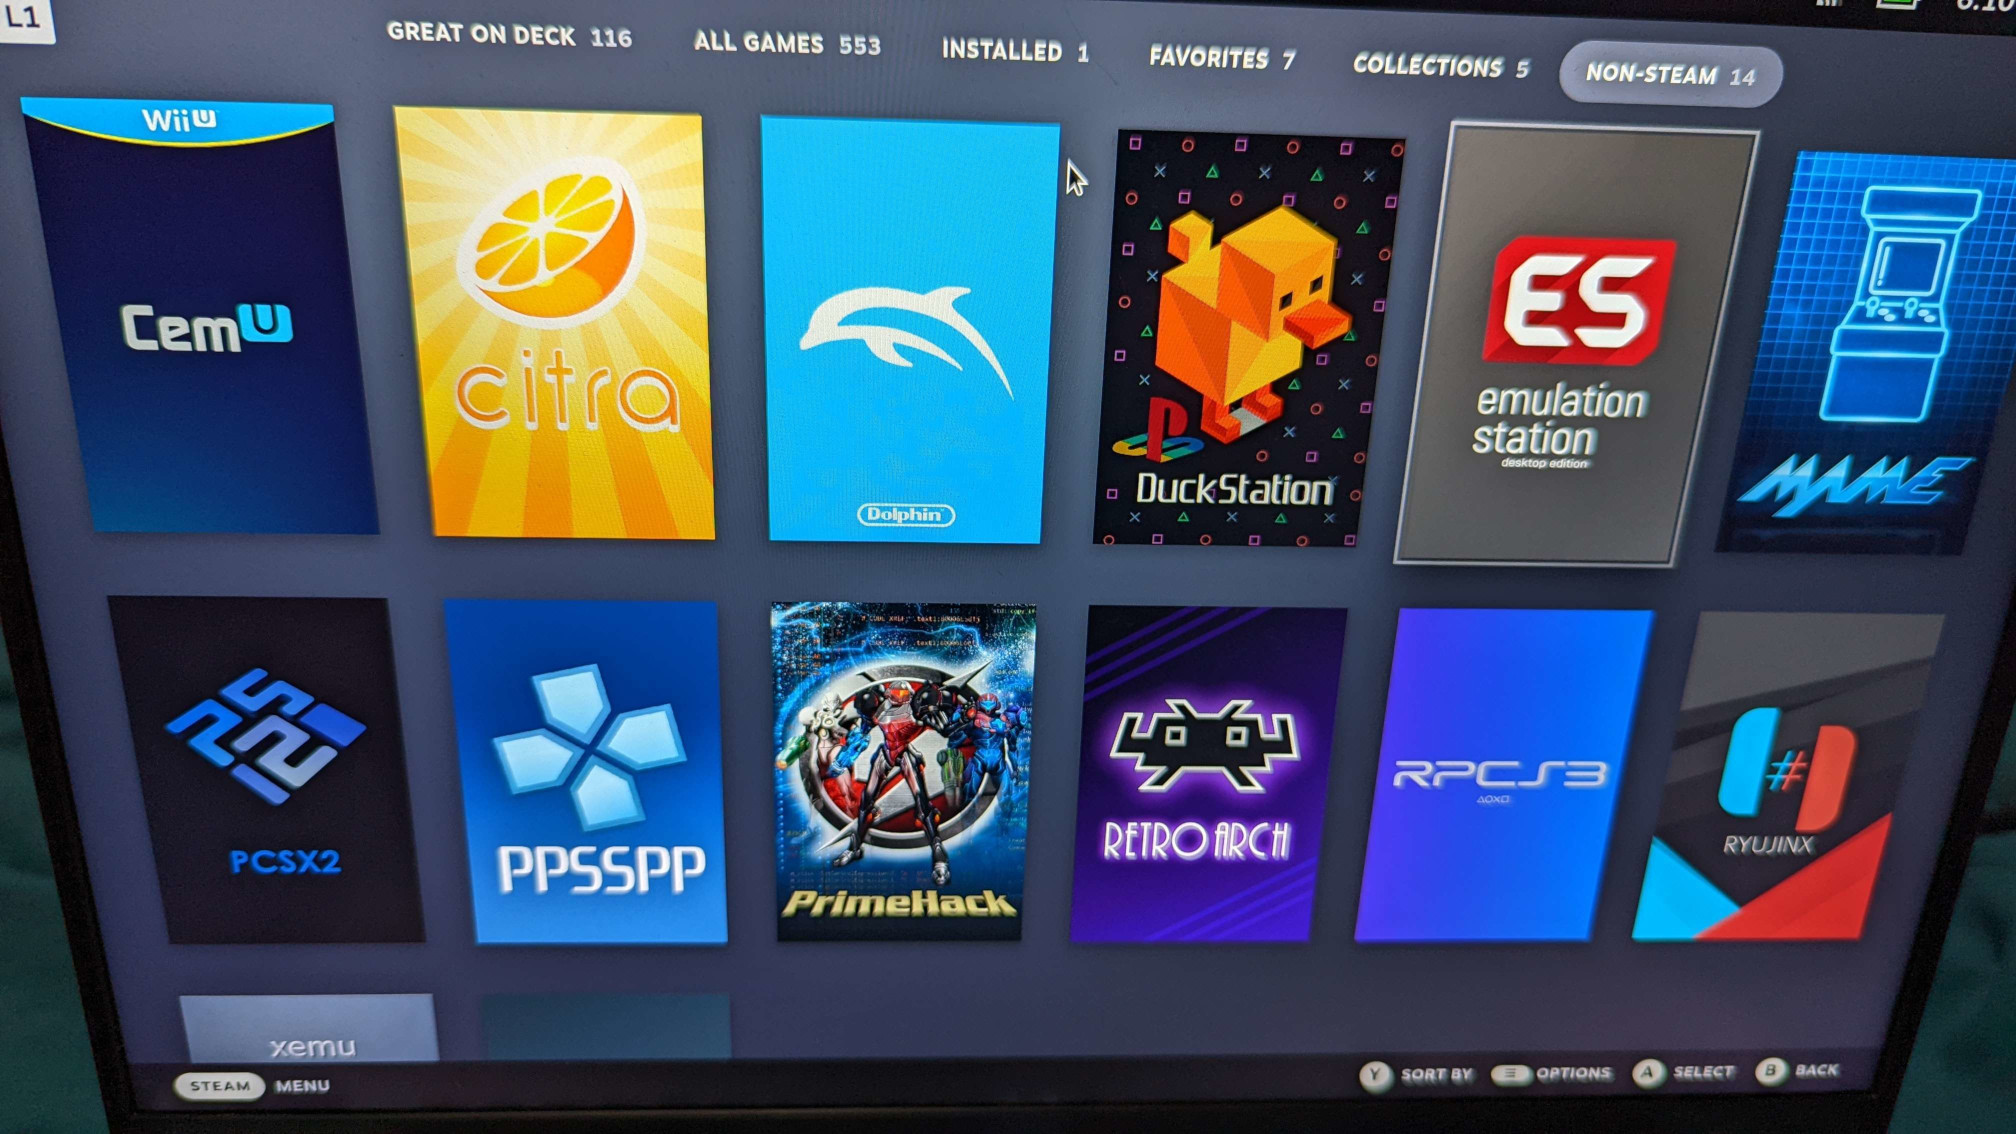 L1
GREAT ON DECK 116
ALL GAMES 553
INSTALLED 1
FAVORITES 7
COLLECTIONS 5
NON-STEAM 14
WiiU
CemU
citra
Dolphin
DuckStation
ES
emulation
station
desktop edition
MAME
PCSX2
PPSSPP
PrimeHack
RETROARCH
RPCS3
RYUJINX
xemu
STEAM MENU
Y SORT BY
OPTIONS
A SELECT
B BACK